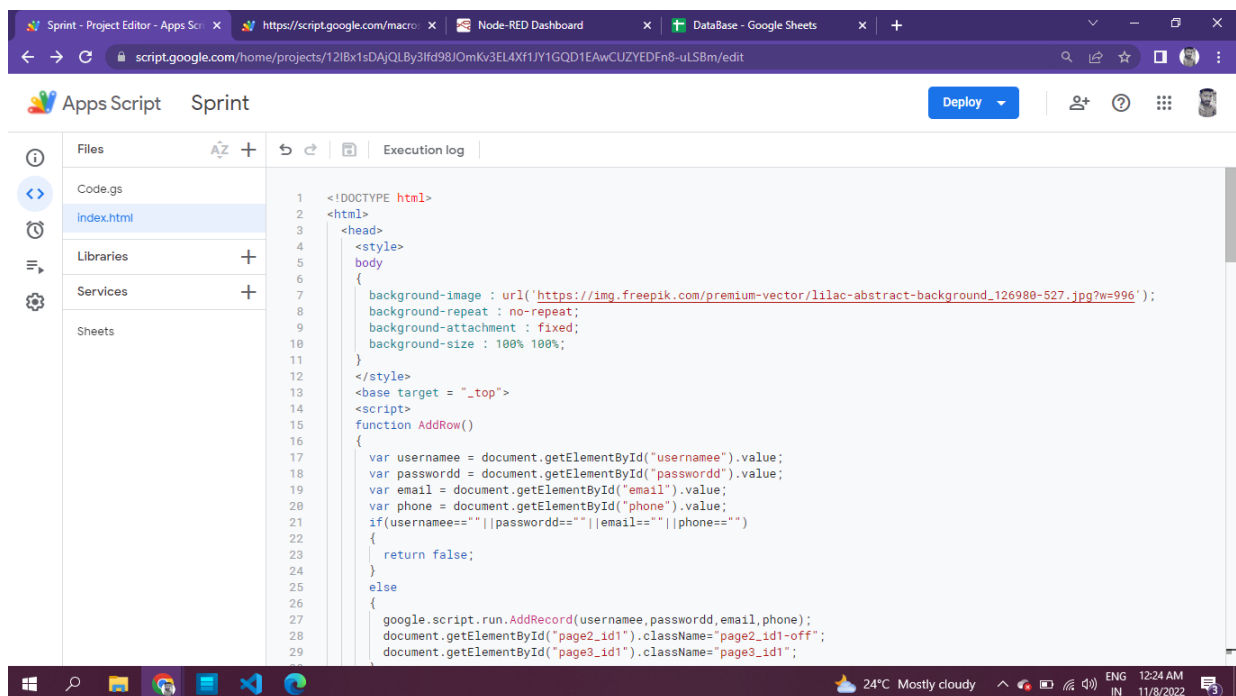 Sprint - Project Editor - Apps Scri
https://script.google.com/macro
Node-RED Dashboard
DataBase - Google Sheets
script.google.com/home/projects/12IBx1sDAjQLBy3Ifd98JOmKv3EL4Xf1JY1GQD1EAwCUZYEDFn8-uLSBm/edit
Apps Script Sprint Deploy
Files AZ Execution log
Code.gs
index.html
Libraries
Services
Sheets
1 <!DOCTYPE html>
2 <html>
3 <head>
4 <style>
5 body
6 {
7 background-image : url('https://img.freepik.com/premium-vector/lilac-abstract-background_126980-527.jpg?w=996');
8 background-repeat : no-repeat;
9 background-attachment : fixed;
10 background-size : 100% 100%;
11 }
12 </style>
13 <base target = "_top">
14 <script>
15 function AddRow()
16 {
17 var usernamee = document.getElementById("usernamee").value;
18 var passwordd = document.getElementById("passwordd").value;
19 var email = document.getElementById("email").value;
20 var phone = document.getElementById("phone").value;
21 if(usernamee==""||passwordd==""||email==""||phone=="")
22 {
23 return false;
24 }
25 else
26 {
27 google.script.run.AddRecord(usernamee,passwordd,email,phone);
28 document.getElementById("page2_id1").className="page2_id1-off";
29 document.getElementById("page3_id1").className="page3_id1";
24°C Mostly cloudy
ENG
IN
12:24 AM
11/8/2022
3